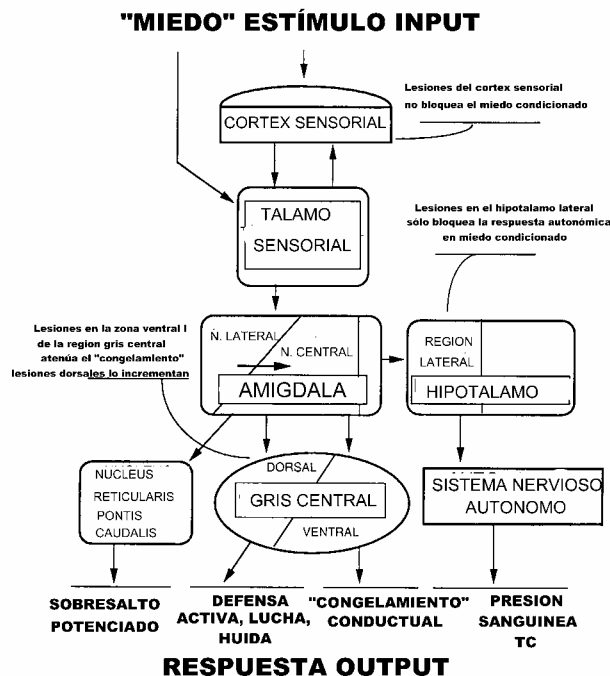 "MIEDO" ESTÍMULO INPUT
Lesiones del cortex sensorial
no bloquea el miedo condicionado
CORTEX SENSORIAL
Lesiones en el hipotalamo lateral
sólo bloquea la respuesta autonómica
en miedo condicionado
TALAMO
SENSORIAL
Lesiones en la zona ventral l
de la region gris central
atenúa el "congelamiento"
lesiones dorsales lo incrementan
N. LATERAL
N. CENTRAL
AMIGDALA
REGION
LATERAL
HIPOTALAMO
NUCLEUS
RETICULARIS
PONTIS
CAUDALIS
DORSAL
GRIS CENTRAL
VENTRAL
SISTEMA NERVIOSO
AUTONOMO
SOBRESALTO
POTENCIADO
DEFENSA
ACTIVA, LUCHA,
HUIDA
"CONGELAMIENTO"
CONDUCTUAL
PRESION
SANGUINEA
TC
RESPUESTA OUTPUT